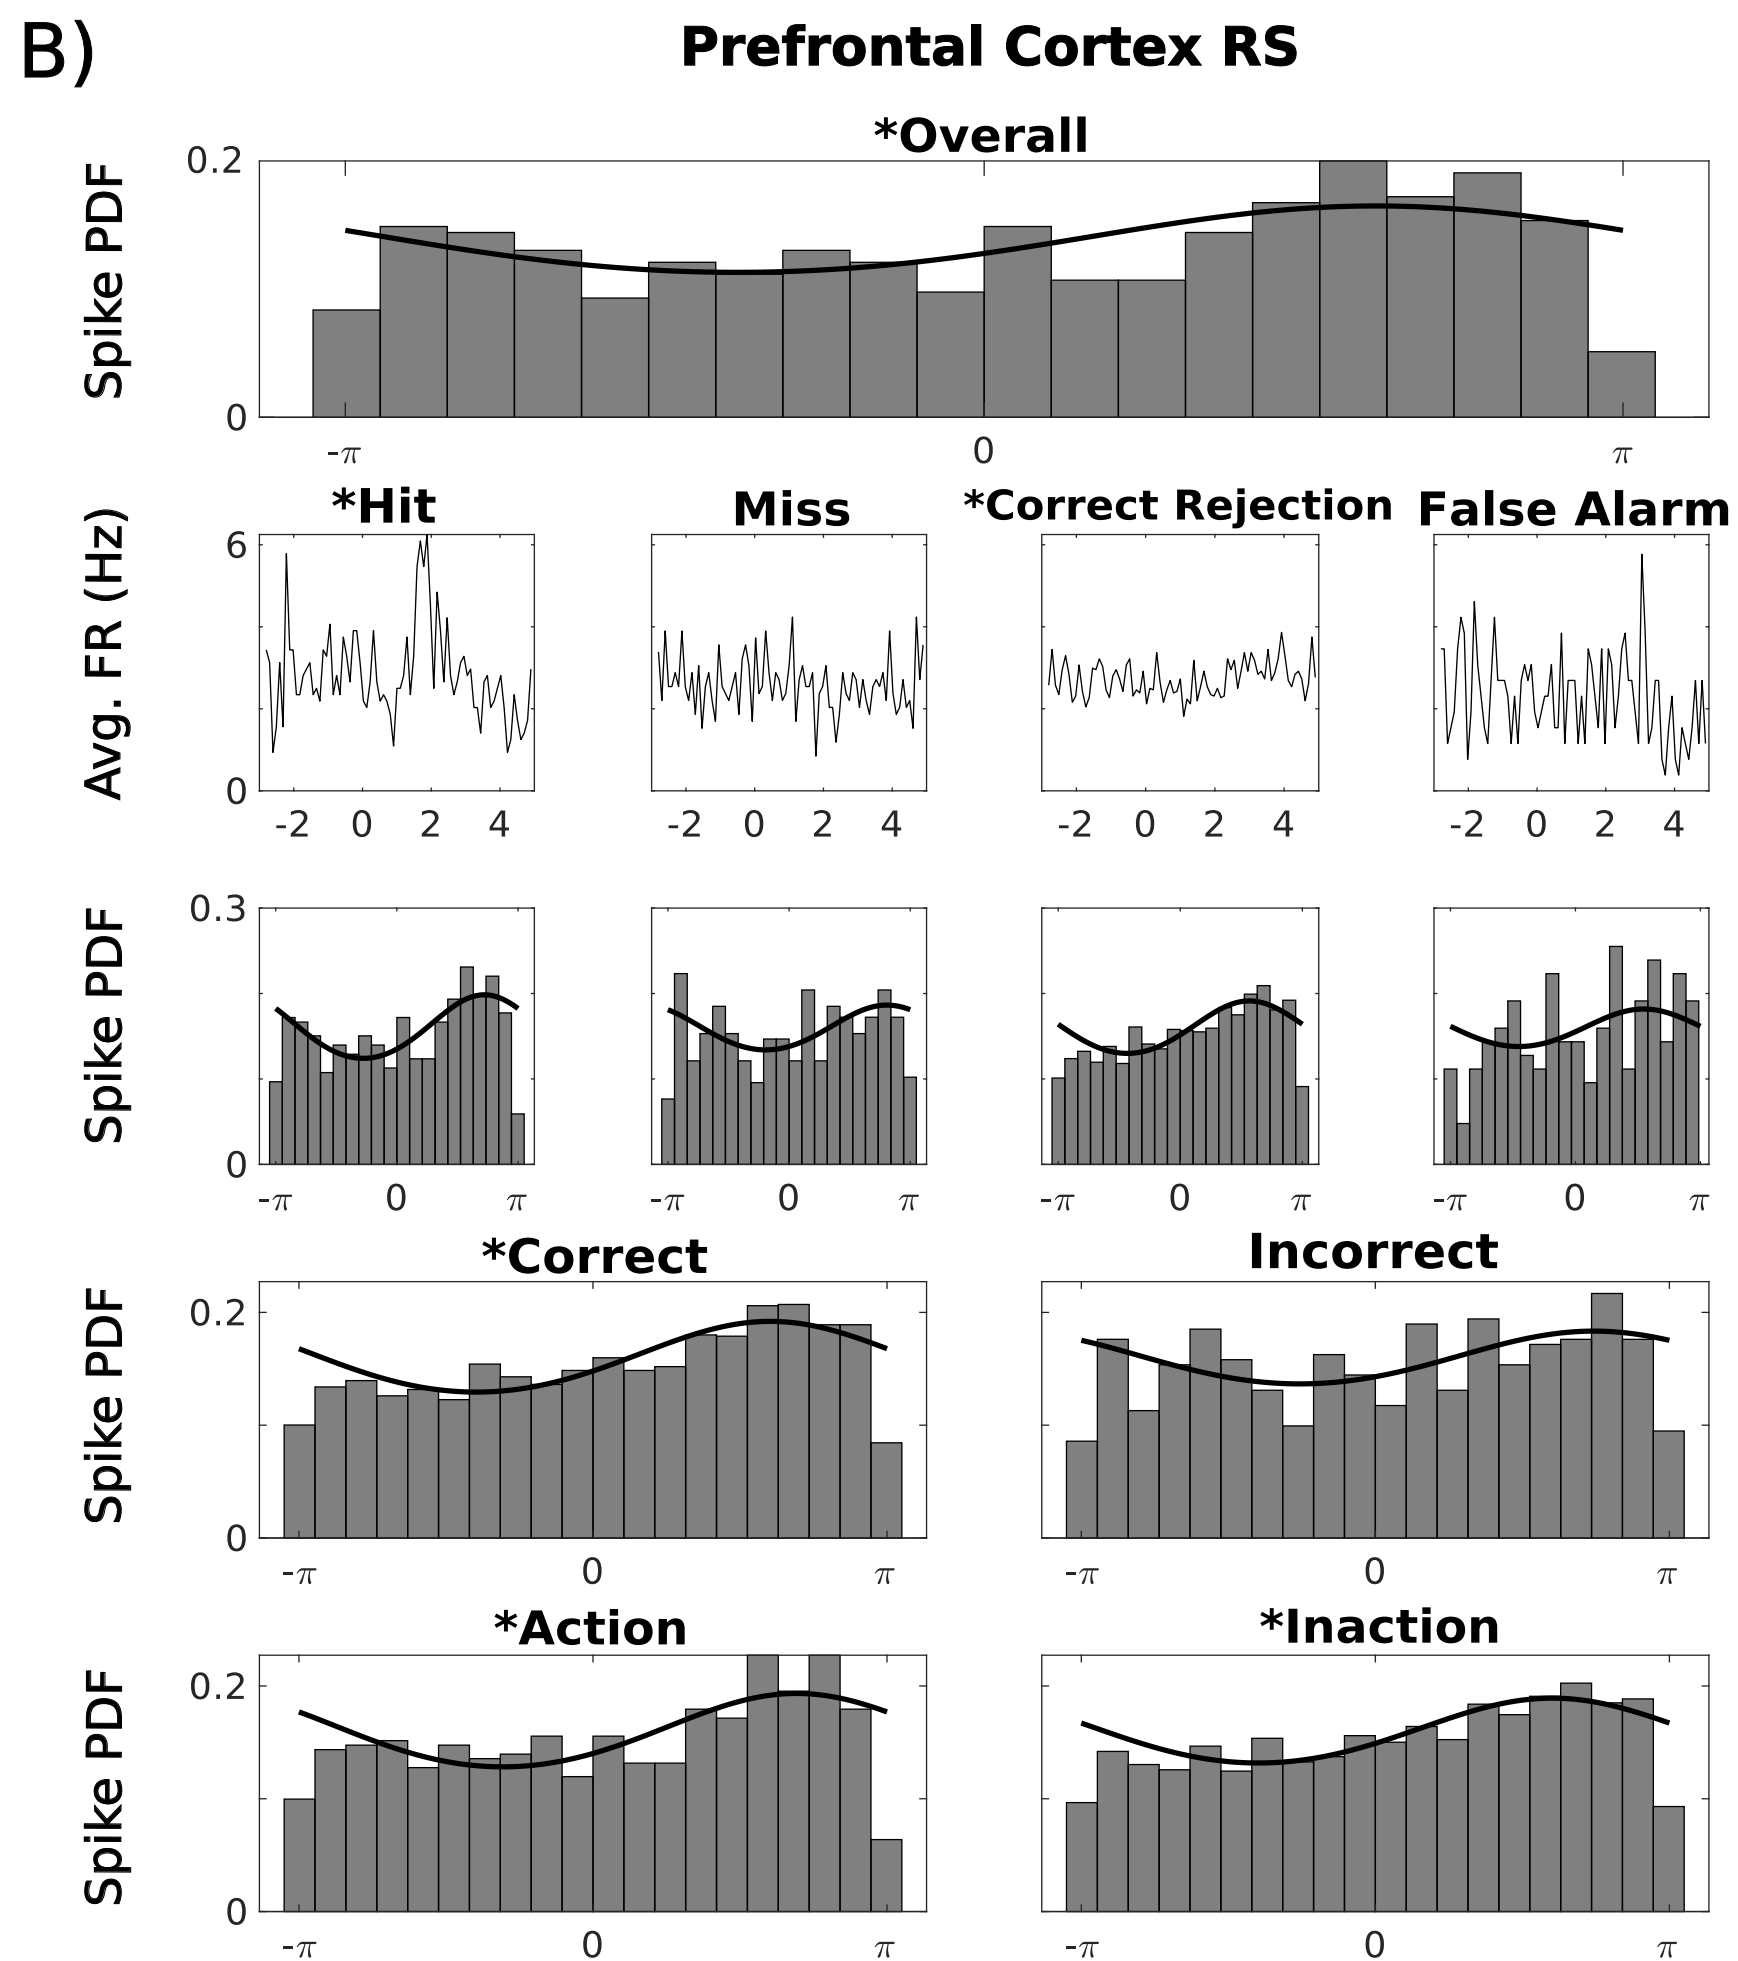 B)
Prefrontal Cortex RS
*Overall
Spike PDF
0.2
0
-π 0 π
*Hit Miss *Correct Rejection False Alarm
Avg. FR (Hz)
6
0
-2 0 2 4 -2 0 2 4 -2 0 2 4 -2 0 2 4
Spike PDF
0.3
0
-π 0 π -π 0 π -π 0 π -π 0 π
*Correct Incorrect
Spike PDF
0.2
0
-π 0 π -π 0 π
*Action *Inaction
Spike PDF
0.2
0
-π 0 π -π 0 π